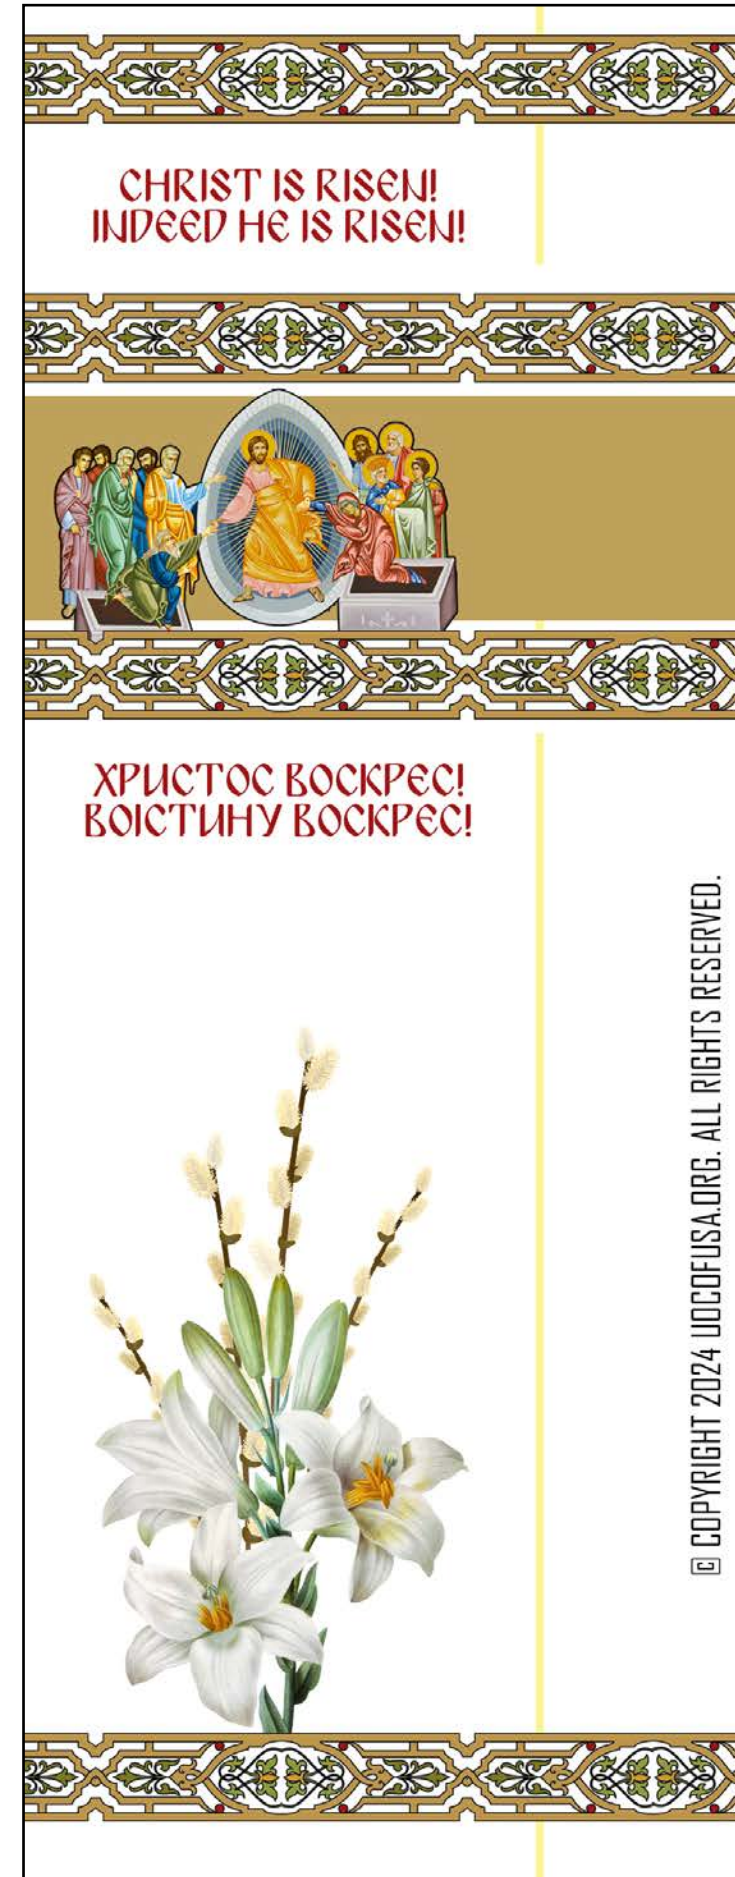 CHRIST IS RISEN!
INDEED HE IS RISEN!
ХРИСТОС ВОСКРЕС!
ВОІСТИНУ ВОСКРЕС!
© COPYRIGHT 2024 UOCOFUSA.ORG. ALL RIGHTS RESERVED.